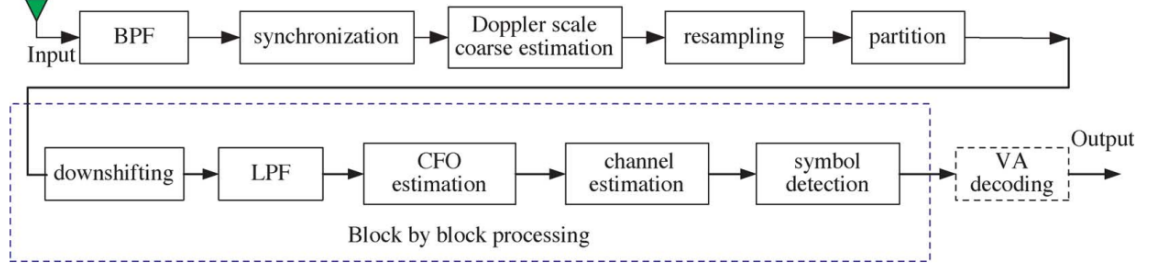 Input
BPF
synchronization
Doppler scale
coarse estimation
resampling
partition
downshifting
LPF
CFO
estimation
channel
estimation
symbol
detection
VA
decoding
Output
Block by block processing